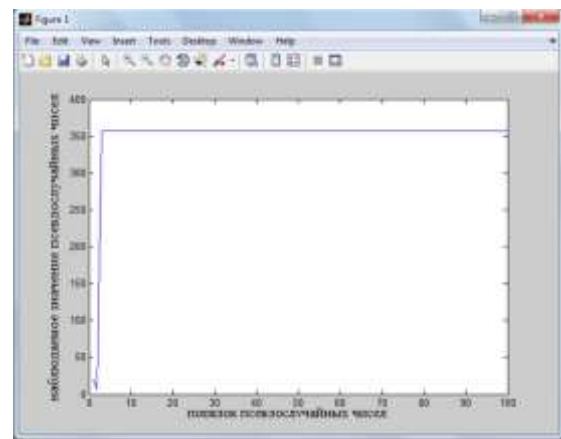 Figure 1
File Edit View Insert Tools Desktop Window Help
наблюдаемое значение псевдослучайных чисел
400
350
300
250
200
150
100
50
0
0 10 20 30 40 50 60 70 80 90 100
порядок псевдослучайных чисел